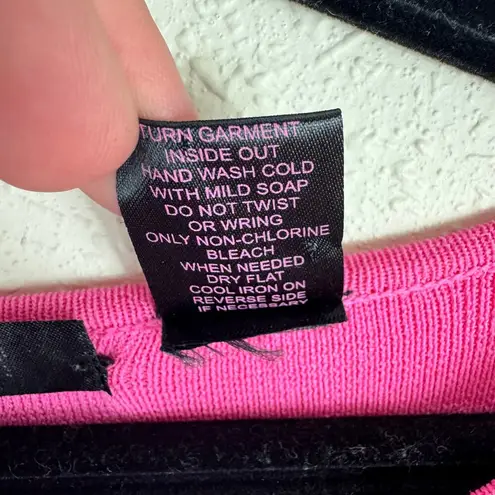 TURN GARMENT
INSIDE OUT
HAND WASH COLD
WITH MILD SOAP
DO NOT TWIST
OR WRING
ONLY NON-CHLORINE
BLEACH
WHEN NEEDED
DRY FLAT
COOL IRON ON
REVERSE SIDE
IF NECESSARY